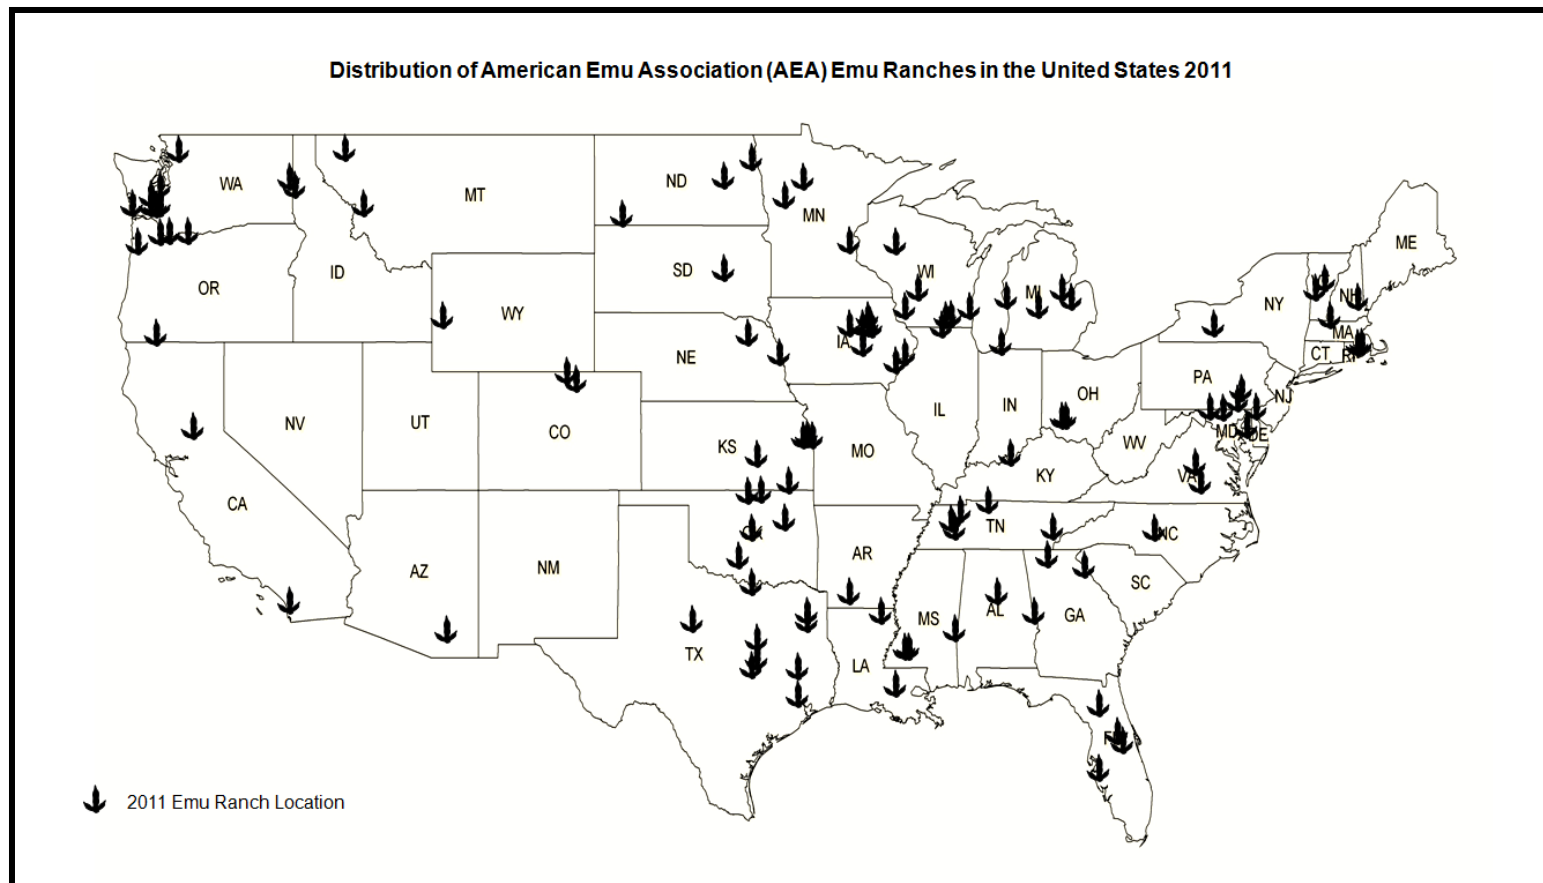 Distribution of American Emu Association (AEA) Emu Ranches in the United States 2011
WA
MT
ND
MN
ME
OR
ID
SD
WI
MI
NY
NH
WY
NE
IA
MA
CT
RI
PA
NJ
NV
UT
CO
KS
MO
IL
IN
OH
WV
MD
DE
CA
KY
VA
AZ
NM
OK
AR
TN
NC
SC
TX
LA
MS
AL
GA
2011 Emu Ranch Location